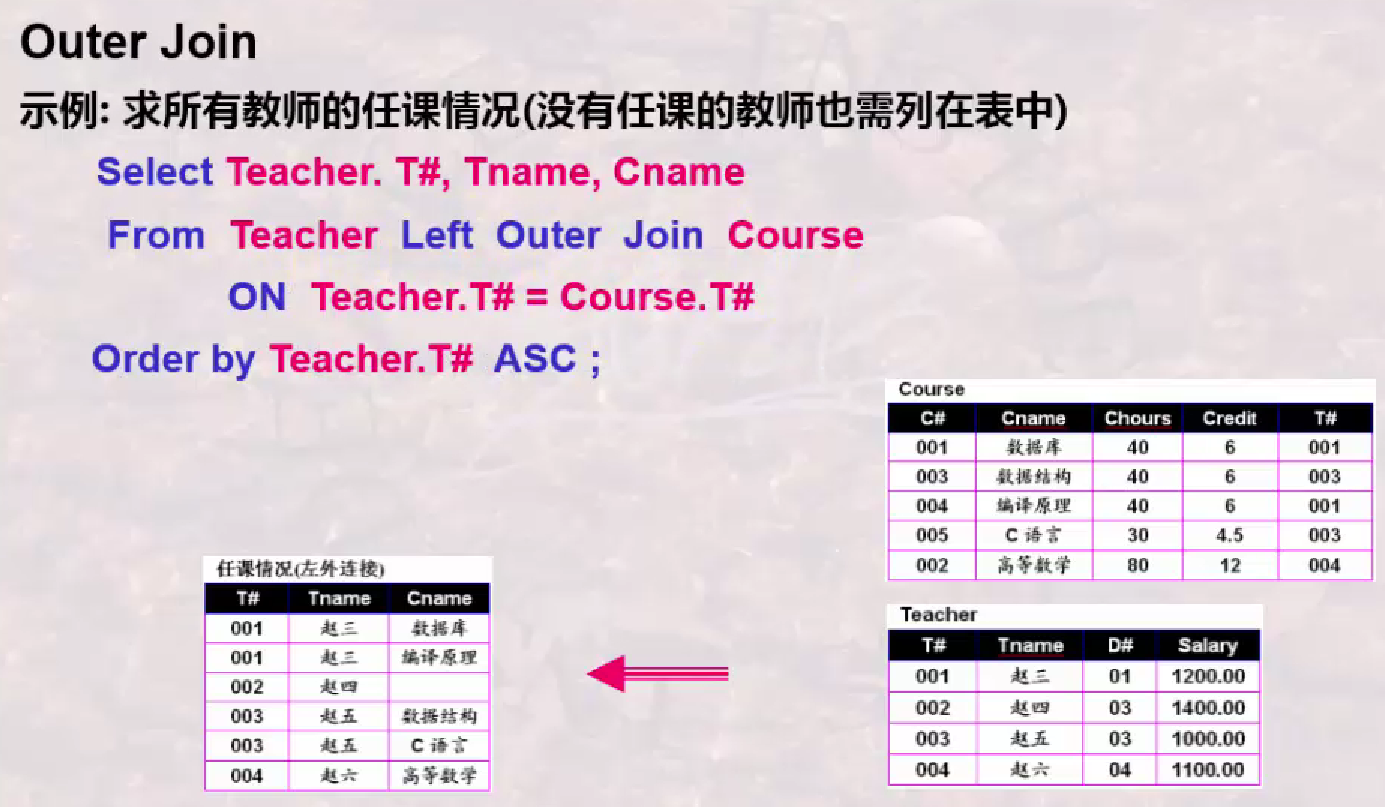 Outer Join
示例: 求所有教师的任课情况(没有任课的教师也需列在表中)
Select Teacher. T#, Tname, Cname
From Teacher Left Outer Join Course
ON Teacher.T# = Course.T#
Order by Teacher.T# ASC ;
Course
C# Cname Chours Credit T#
001 数据库 40 6 001
003 数据结构 40 6 003
004 编译原理 40 6 001
005 C 语言 30 4.5 003
002 高等数学 80 12 004
任课情况(左外连接)
T# Tname Cname
001 赵三 数据库
001 赵三 编译原理
002 赵四
003 赵五 数据结构
003 赵五 C 语言
004 赵六 高等数学
Teacher
T# Tname D# Salary
001 赵三 01 1200.00
002 赵四 03 1400.00
003 赵五 03 1000.00
004 赵六 04 1100.00